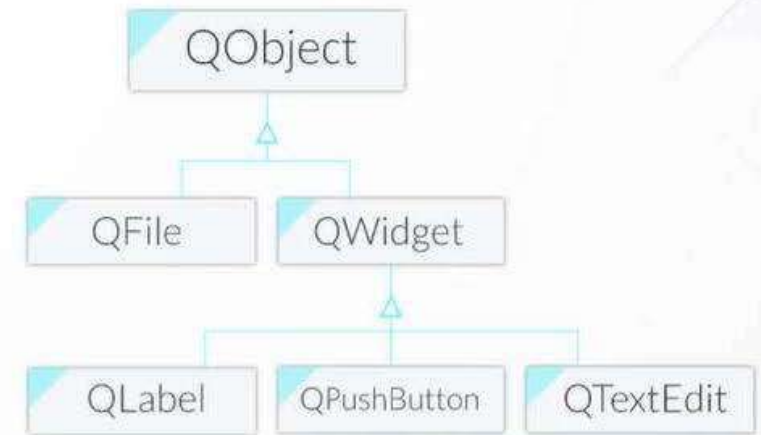 QObject
QFile
QWidget
QLabel
QPushButton
QTextEdit